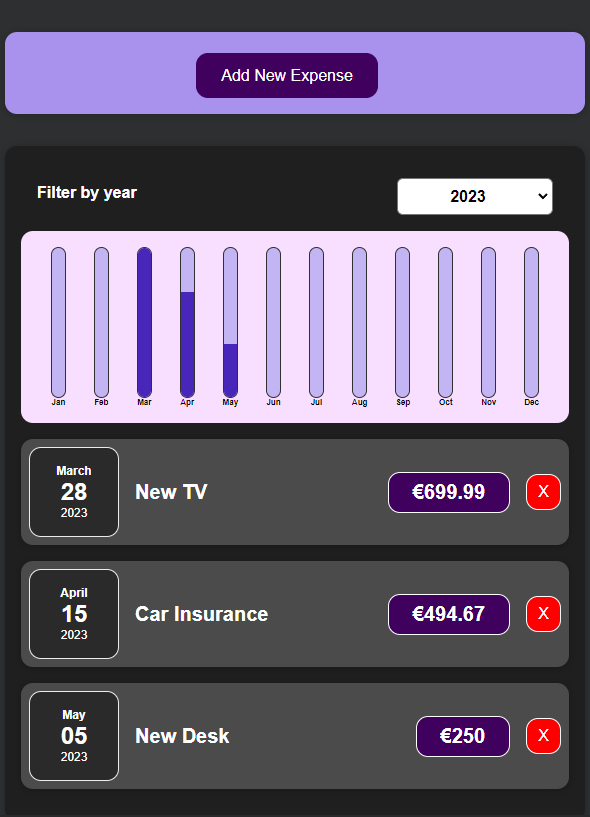 Add New Expense
Filter by year
2023
Jan Feb Mar Apr May Jun Jul Aug Sep Oct Nov Dec
March
28
2023
New TV
€699.99
X
April
15
2023
Car Insurance
€494.67
X
May
05
2023
New Desk
€250
X